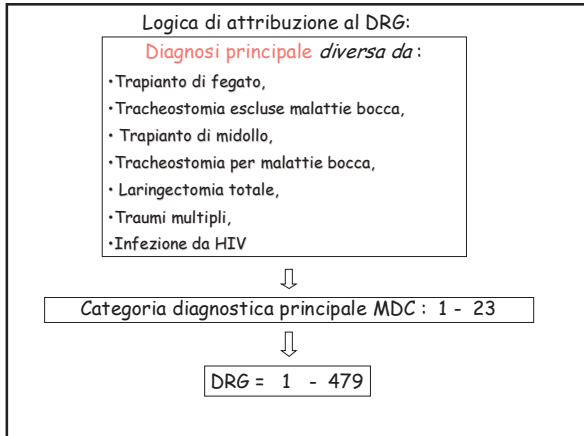 Logica di attribuzione al DRG:
Diagnosi principale diversa da :
•Trapianto di fegato,
•Tracheostomia escluse malattie bocca,
• Trapianto di midollo,
•Tracheostomia per malattie bocca,
• Laringectomia totale,
•Traumi multipli,
•Infezione da HIV
Categoria diagnostica principale MDC : 1 - 23
DRG = 1 - 479